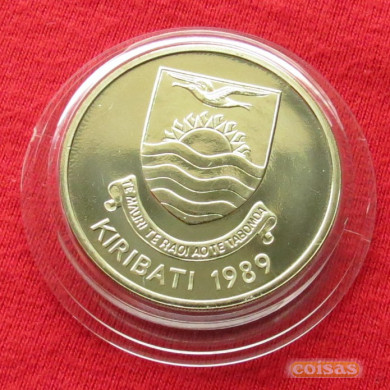 TE MAURI TE RAOI AO TE TABOMOA
KIRIBATI 1989
coisas